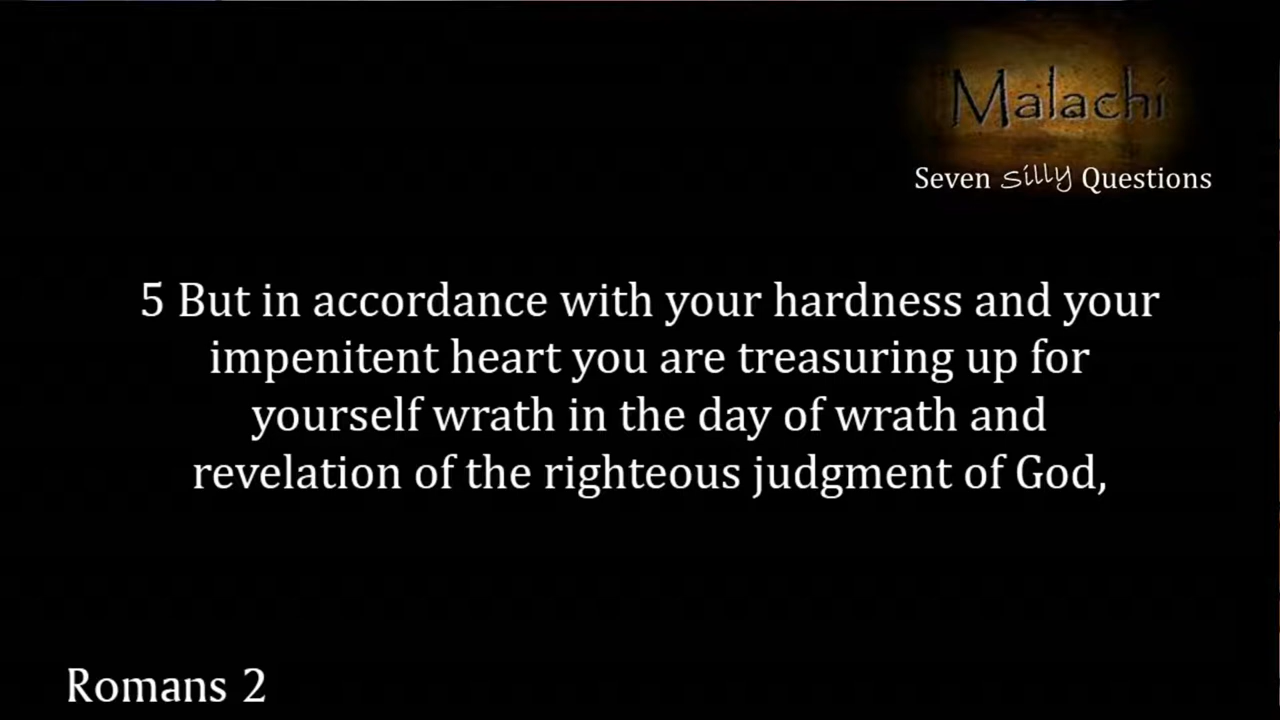 Malachi
Seven Silly Questions
5 But in accordance with your hardness and your
impenitent heart you are treasuring up for
yourself wrath in the day of wrath and
revelation of the righteous judgment of God,
Romans 2